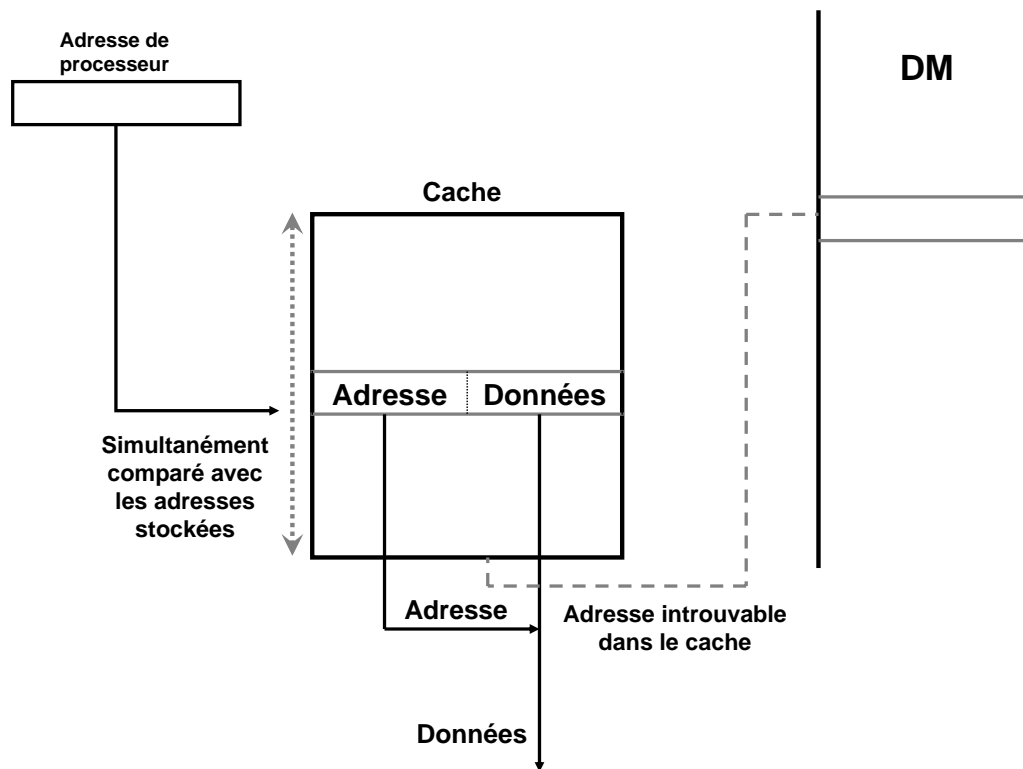 Adresse de
processeur
DM
Cache
Adresse
Données
Simultanément
comparé avec
les adresses
stockées
Adresse
Adresse introuvable
dans le cache
Données